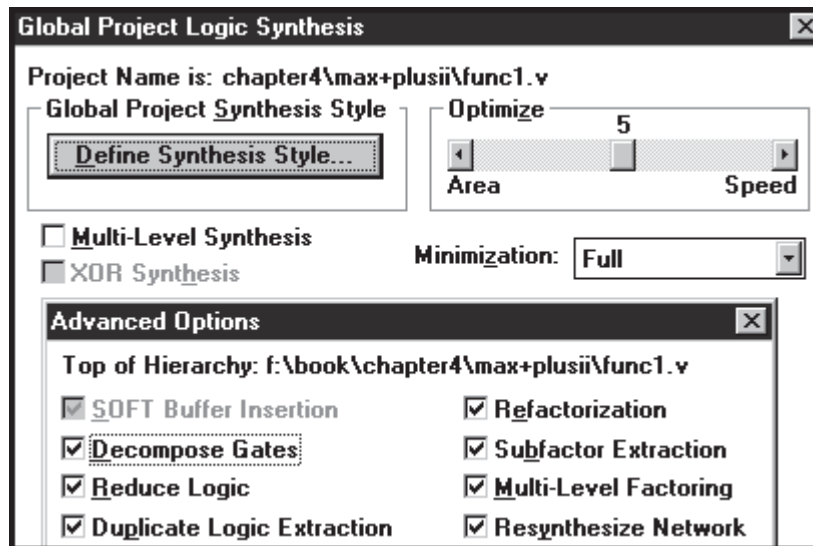 Global Project Logic Synthesis
Project Name is: chapter4\max+plusii\func1.v
Global Project Synthesis Style
Define Synthesis Style...
Optimize
5
Area Speed
Multi-Level Synthesis
XOR Synthesis
Minimization: Full
Advanced Options
Top of Hierarchy: f:\book\chapter4\max+plusii\func1.v
SOFT Buffer Insertion
Refactorization
Decompose Gates
Subfactor Extraction
Reduce Logic
Multi-Level Factoring
Duplicate Logic Extraction
Resynthesize Network